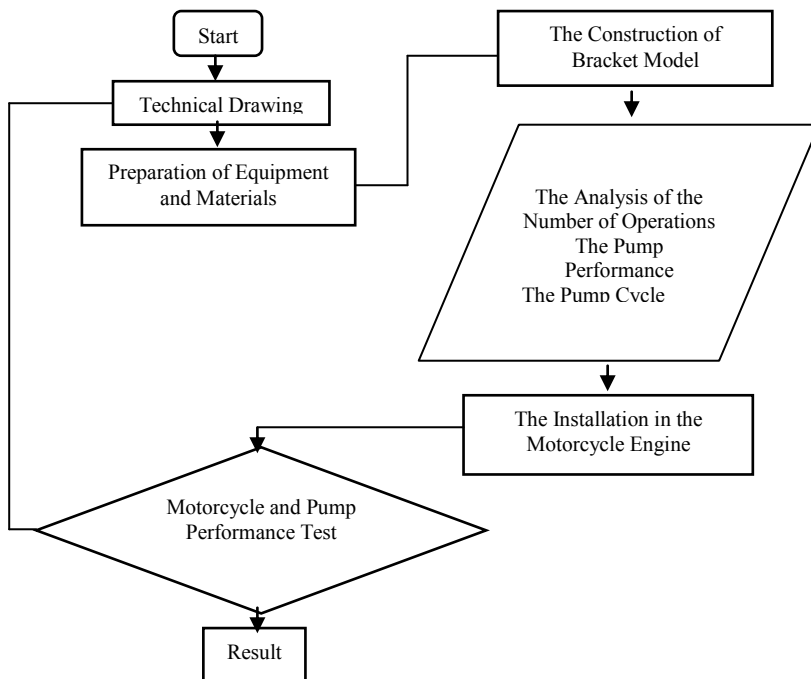 Start
Technical Drawing
Preparation of Equipment
and Materials
The Construction of
Bracket Model
The Analysis of the
Number of Operations
The Pump
Performance
The Pump Cycle
The Installation in the
Motorcycle Engine
Motorcycle and Pump
Performance Test
Result